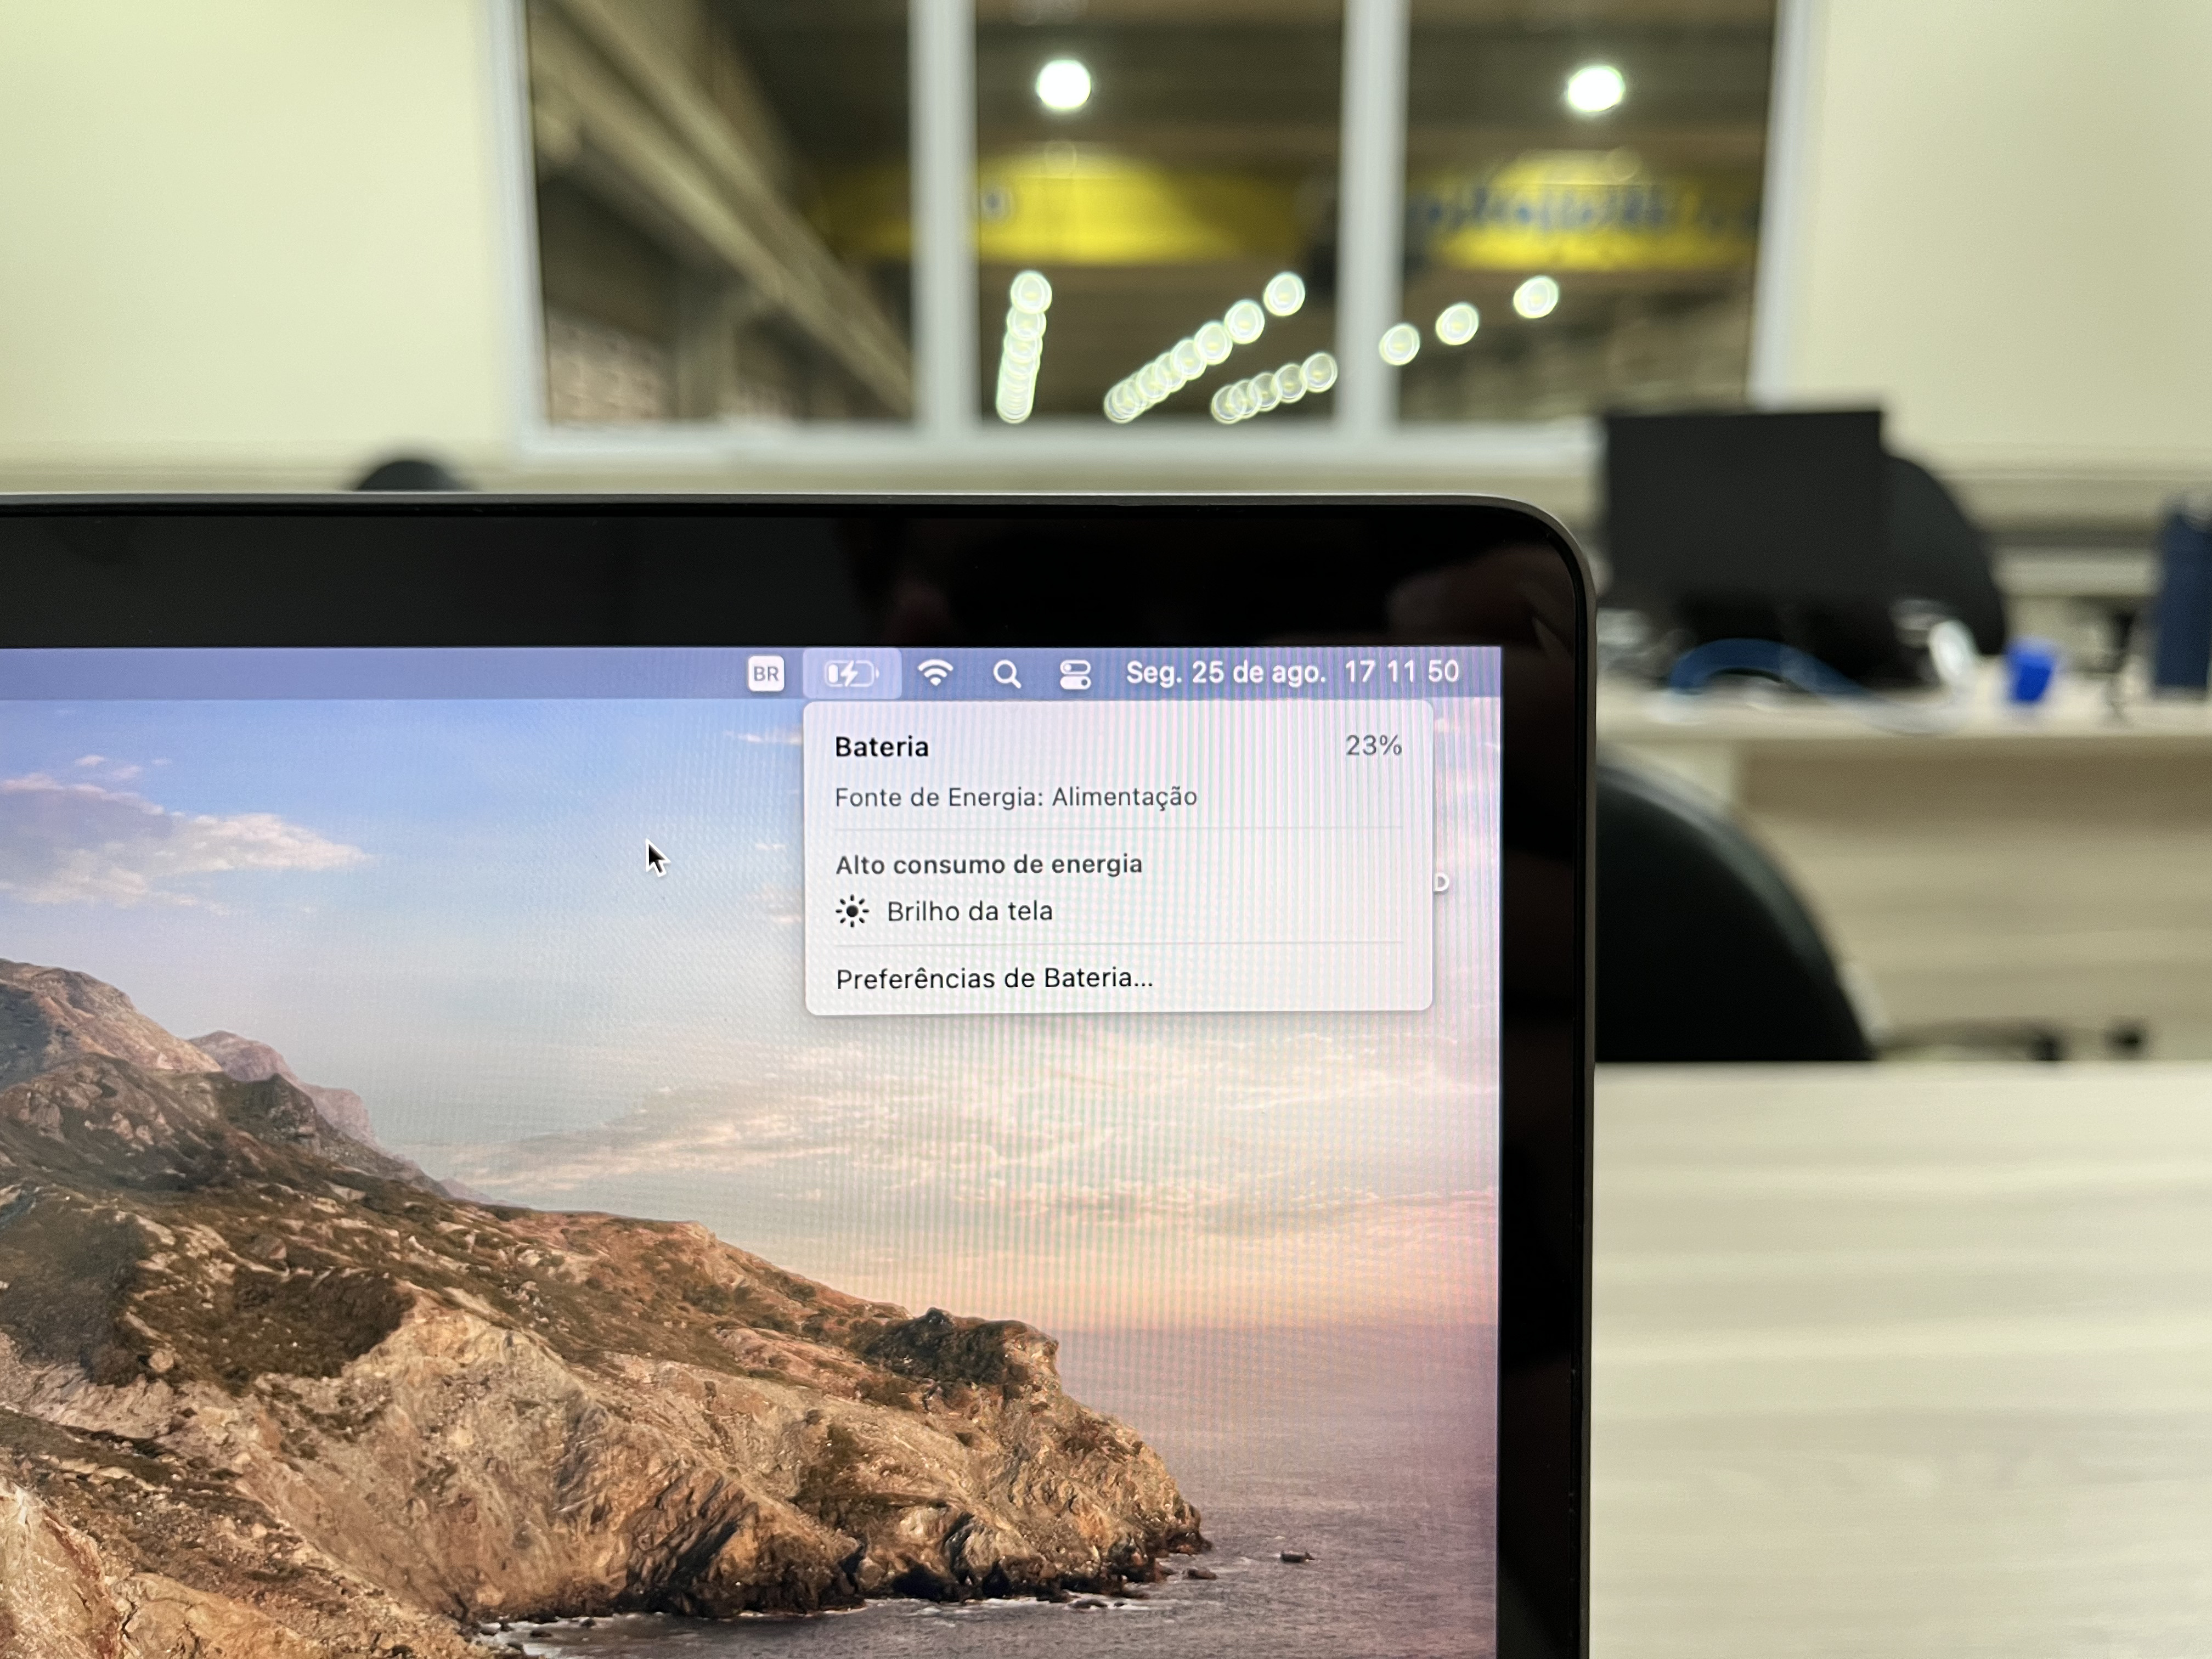 BR Seg. 25 de ago. 17 11 50
Bateria 23%
Fonte de Energia: Alimentação
Alto consumo de energia
D
Brilho da tela
Preferências de Bateria...